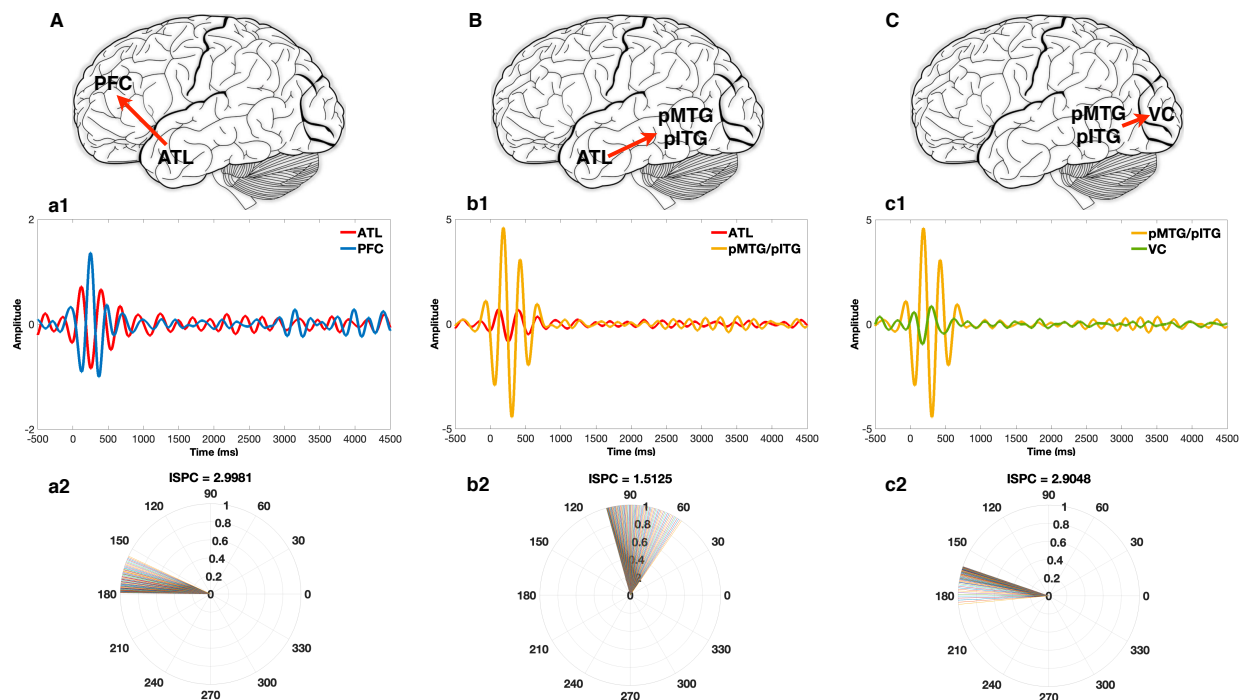 A
PFC
ATL
B
pMTG
pITG
ATL
C
pMTG
pITG
VC
a1
2
0
-2
Amplitude
ATL
PFC
-500 0 500 1000 1500 2000 2500 3000 3500 4000 4500
Time (ms)
b1
5
0
-5
Amplitude
ATL
pMTG/pITG
-500 0 500 1000 1500 2000 2500 3000 3500 4000 4500
Time (ms)
c1
5
0
-5
Amplitude
pMTG/pITG
VC
-500 0 500 1000 1500 2000 2500 3000 3500 4000 4500
Time (ms)
a2
ISPC = 2.9981
90
120 60
1
0.8
150 0.6 30
0.4
0.2
180 0 0
210 330
240 300
270
b2
ISPC = 1.5125
90
120 1 60
0.8
150 0.6 30
0.4
180 0 0
210 330
240 300
270
c2
ISPC = 2.9048
90
120 60
1
0.8
150 0.6 30
0.4
0.2
180 0 0
210 330
240 300
270